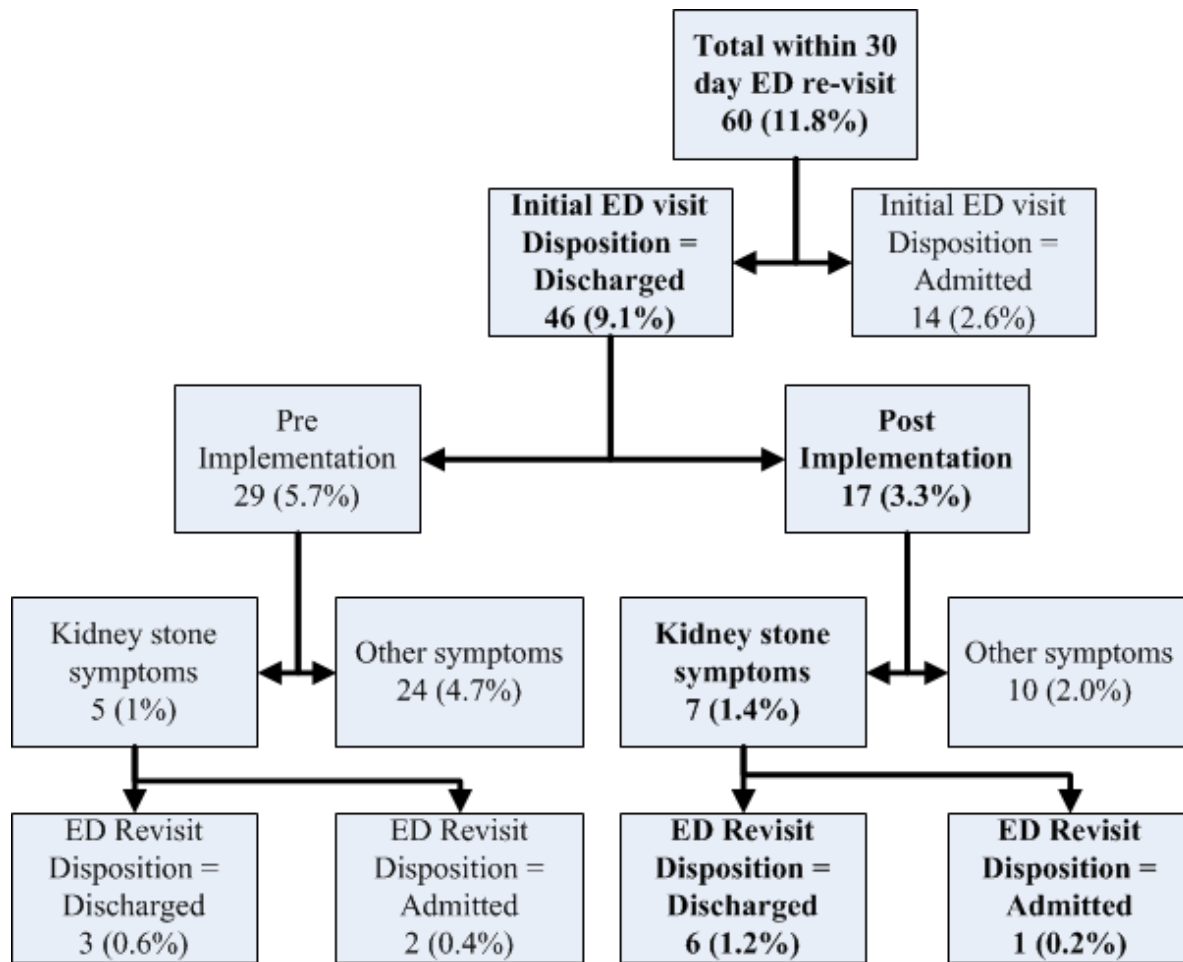 Total within 30
day ED re-visit
60 (11.8%)
Initial ED visit
Disposition =
Discharged
46 (9.1%)
Initial ED visit
Disposition =
Admitted
14 (2.6%)
Pre
Implementation
29 (5.7%)
Post
Implementation
17 (3.3%)
Kidney stone
symptoms
5 (1%)
Other symptoms
24 (4.7%)
Kidney stone
symptoms
7 (1.4%)
Other symptoms
10 (2.0%)
ED Revisit
Disposition =
Discharged
3 (0.6%)
ED Revisit
Disposition =
Admitted
2 (0.4%)
ED Revisit
Disposition =
Discharged
6 (1.2%)
ED Revisit
Disposition =
Admitted
1 (0.2%)